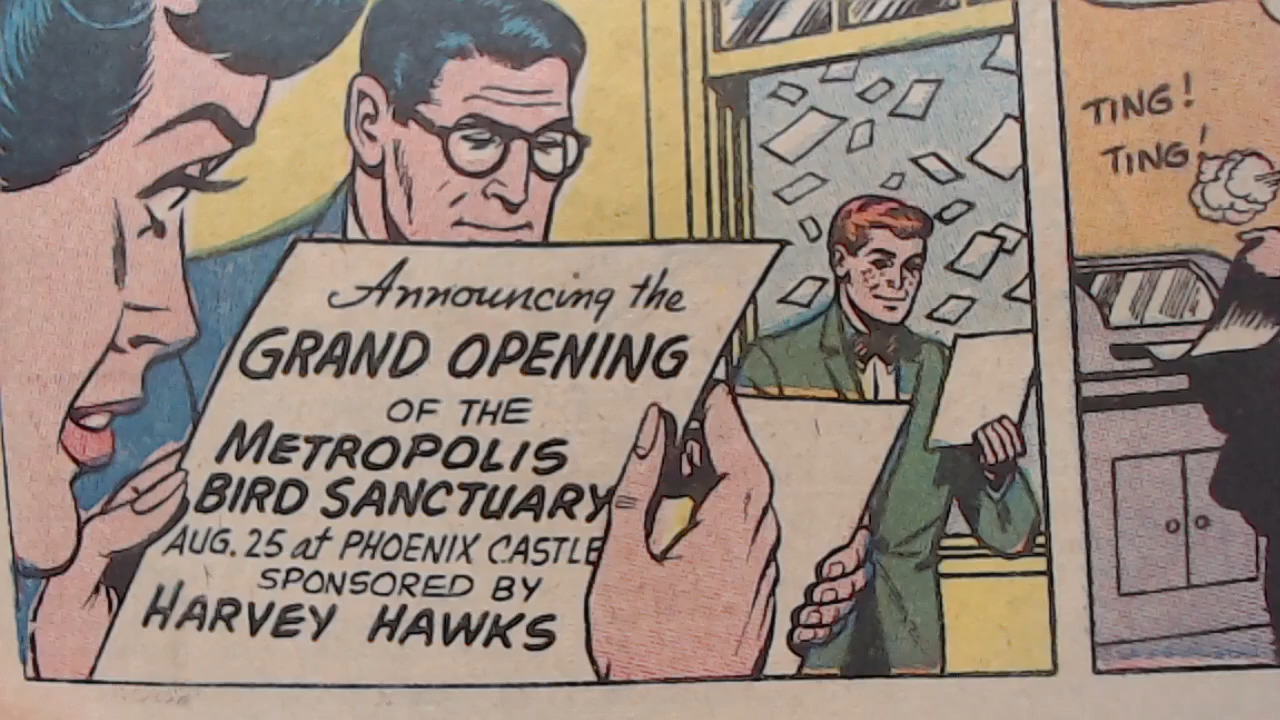 Announcing the
GRAND OPENING
OF THE
METROPOLIS
BIRD SANCTUARY
AUG. 25 at PHOENIX CASTLE
SPONSORED BY
HARVEY HAWKS
TING!
TING!